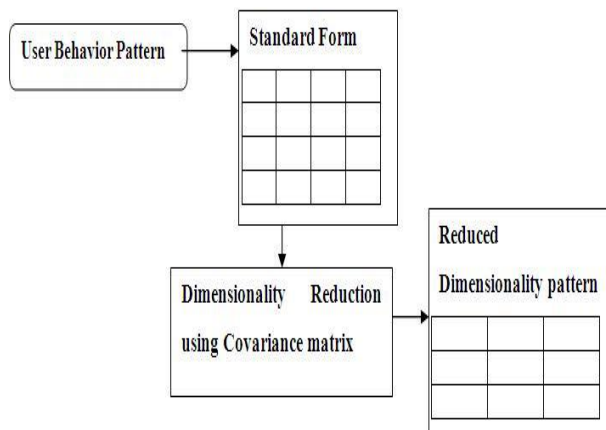 User Behavior Pattern
Standard Form
Dimensionality Reduction
using Covariance matrix
Reduced
Dimensionality pattern